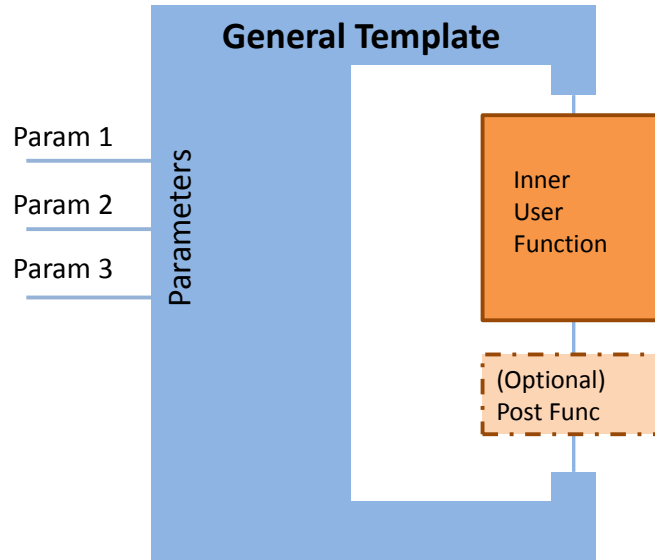 General Template
Param 1
Param 2
Param 3
Parameters
Inner
User
Function
(Optional)
Post Func